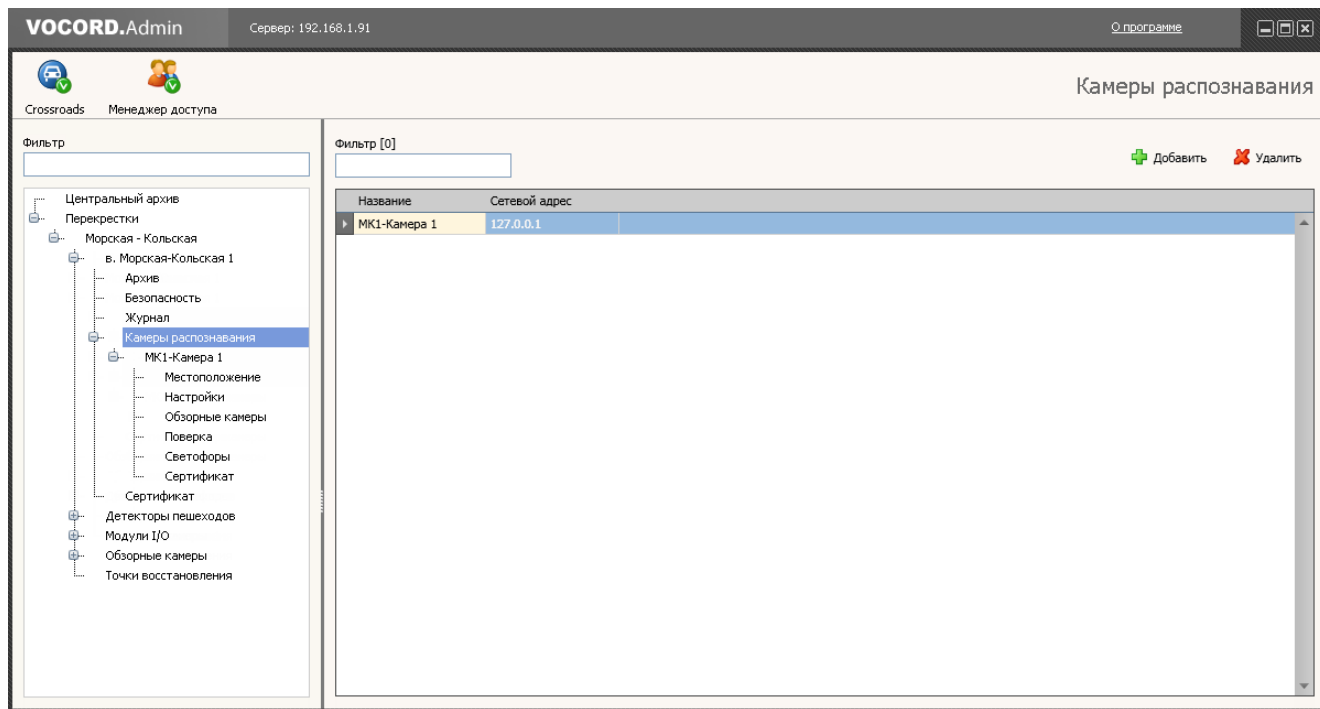 VOCORD.Admin Сервер: 192.168.1.91 О программе
Crossroads Менеджер доступа
Камеры распознавания
Фильтр
Центральный архив
Перекрестки
Морская - Кольская
в. Морская-Кольская 1
Архив
Безопасность
Журнал
Камеры распознавания
МК1-Камера 1
Местоположение
Настройки
Обзорные камеры
Поверка
Светофоры
Сертификат
Сертификат
Детекторы пешеходов
Модули I/O
Обзорные камеры
Точки восстановления
Фильтр [0]
Добавить Удалить
Название Сетевой адрес
МК1-Камера 1 127.0.0.1